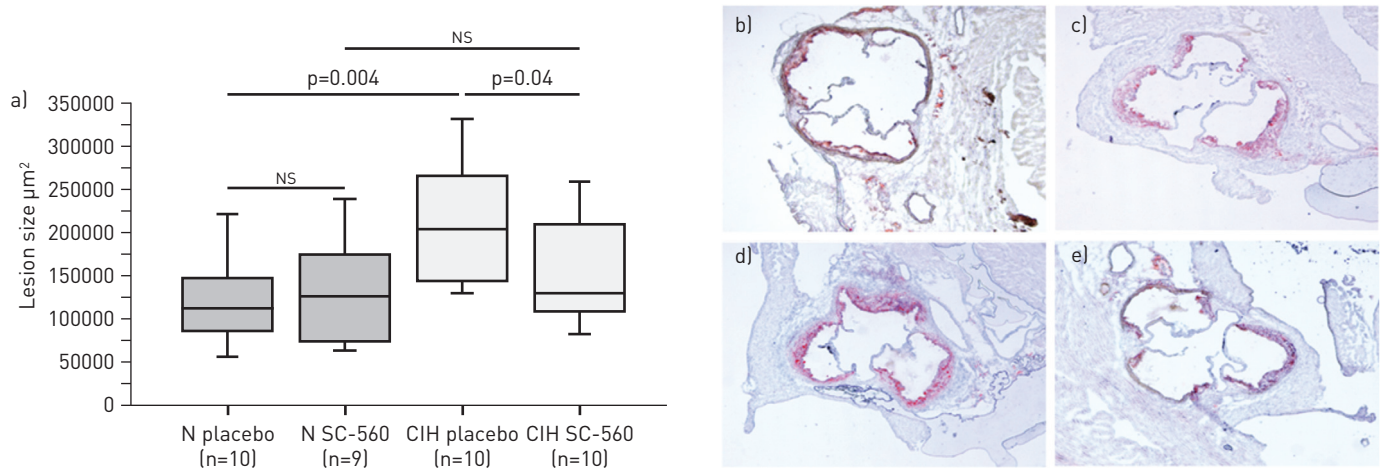 NS
p=0.004 p=0.04
a)
350000
300000
250000
200000
150000
100000
50000
0
Lesion size µm²
NS
N placebo
(n=10)
N SC-560
(n=9)
CIH placebo
(n=10)
CIH SC-560
(n=10)
b)
c)
d)
e)